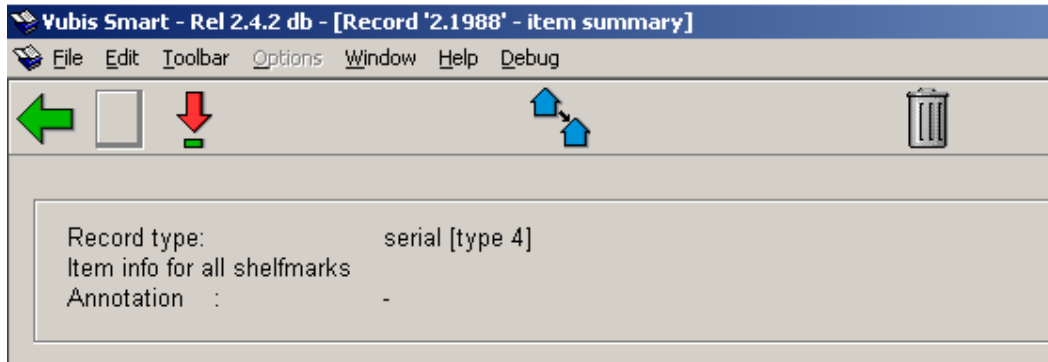 Vubis Smart - Rel 2.4.2 db - [Record '2.1988' - item summary]
File Edit Toolbar Options Window Help Debug
Record type: serial [type 4]
Item info for all shelfmarks
Annotation : -